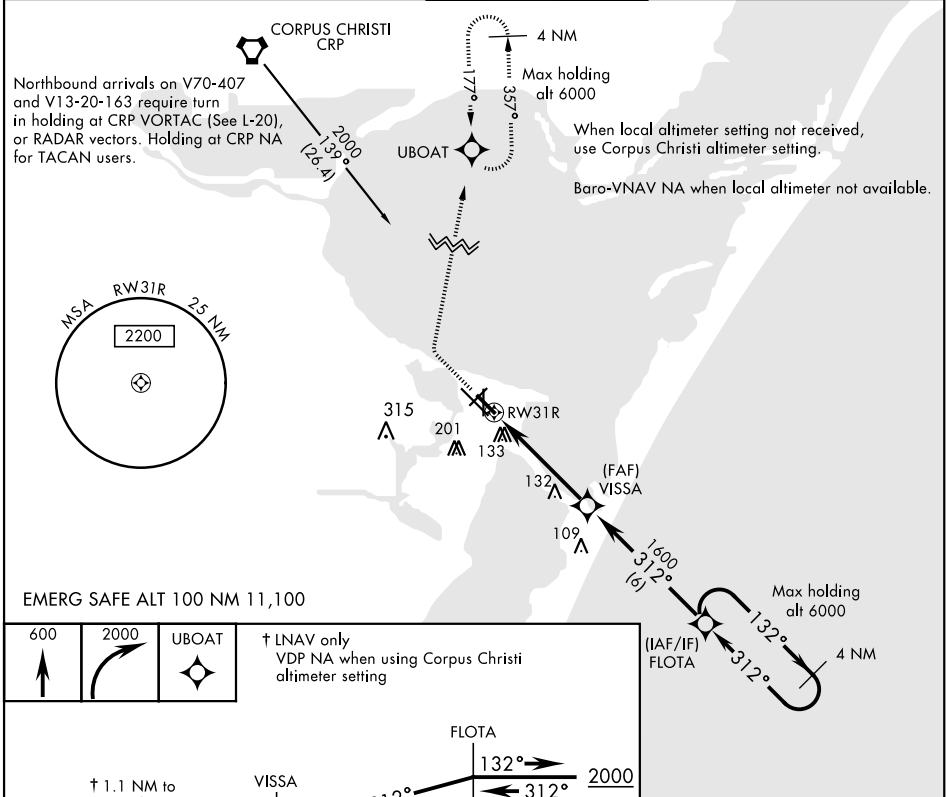 CORPUS CHRISTI
CRP
4 NM
Northbound arrivals on V70-407
and V13-20-163 require turn
in holding at CRP VORTAC (See L-20),
or RADAR vectors. Holding at CRP NA
for TACAN users.
2000
139°
(26.4)
177°
357°
Max holding
alt 6000
UBOAT
When local altimeter setting not received,
use Corpus Christi altimeter setting.
Baro-VNAV NA when local altimeter not available.
MSA RW31R 25 NM
2200
RW31R
315
201
133
132
109
(FAF)
VISSA
1600
312°
(6)
Max holding
alt 6000
132°
312°
4 NM
(IAF/IF)
FLOTA
EMERG SAFE ALT 100 NM 11,100
600
2000
UBOAT
† LNAV only
VDP NA when using Corpus Christi
altimeter setting
FLOTA
132°
2000
312°
† 1.1 NM to
VISSA